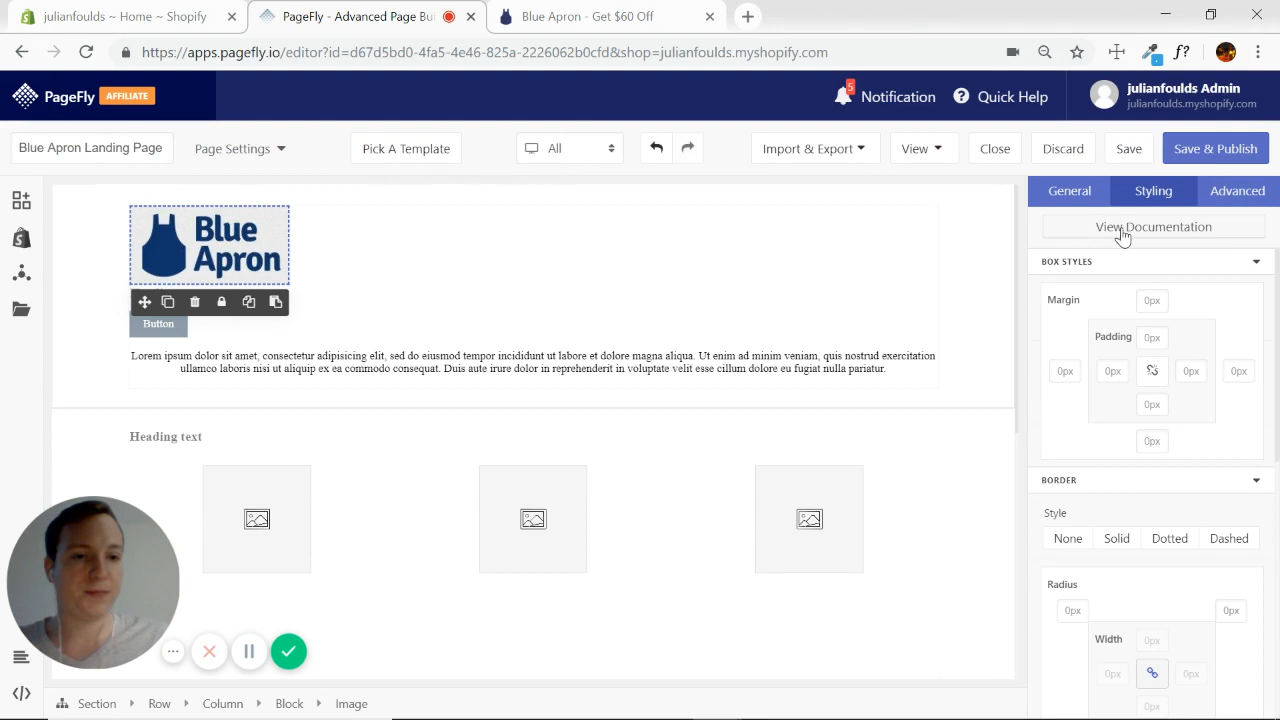 julianfoulds ~ Home ~ Shopify
PageFly - Advanced Page Bu
Blue Apron - Get $60 Off
https://apps.pagefly.io/editor?id=d67d5bd0-4fa5-4e46-825a-2226062b0cfd&shop=julianfoulds.myshopify.com
f?
PageFly AFFILIATE
5
Notification
Quick Help
julianfoulds Admin
julianfoulds.myshopify.com
Blue Apron Landing Page
Page Settings
Pick A Template
All
Import & Export
View
Close
Discard
Save
Save & Publish
General
Styling
Advanced
View Documentation
BOX STYLES
Margin
0px
Padding
0px
0px
0px
0px
0px
0px
0px
BORDER
Style
None
Solid
Dotted
Dashed
Radius
0px
0px
Width
0px
0px
0px
0px
Blue
Apron
Button
Lorem ipsum dolor sit amet, consectetur adipisicing elit, sed do eiusmod tempor incididunt ut labore et dolore magna aliqua. Ut enim ad minim veniam, quis nostrud exercitation
ullamco laboris nisi ut aliquip ex ea commodo consequat. Duis aute irure dolor in reprehenderit in voluptate velit esse cillum dolore eu fugiat nulla pariatur.
Heading text
Section
Row
Column
Block
Image